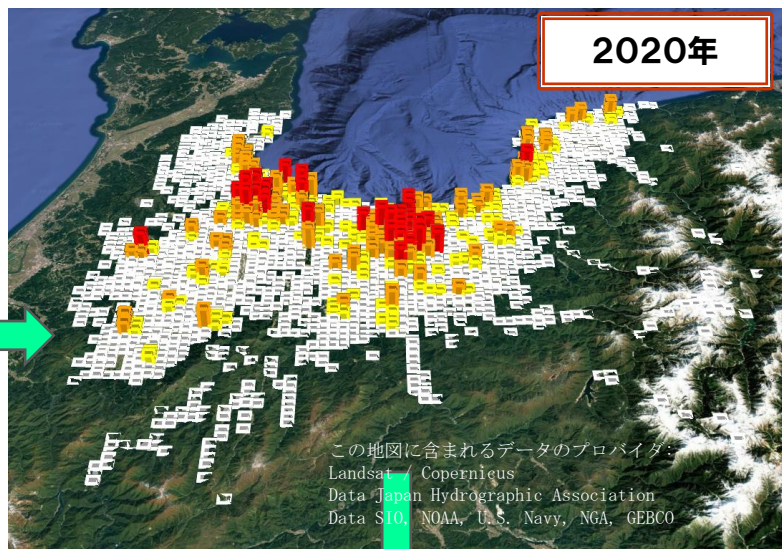 2020年
この地図に含まれるデータのプロバイダ:
Landsat / Copernicus
Data Japan Hydrographic Association
Data SIO, NOAA, U.S. Navy, NGA, GEBCO